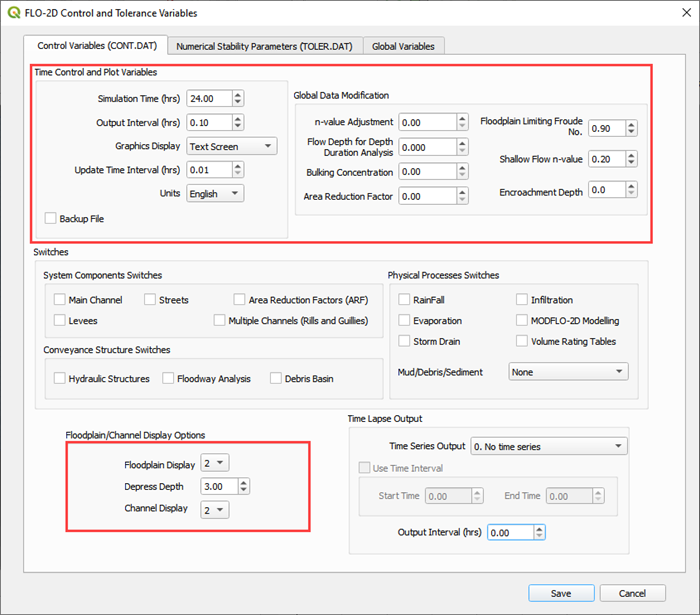 FLO-2D Control and Tolerance Variables
Control Variables (CONT.DAT) Numerical Stability Parameters (TOLER.DAT) Global Variables
Time Control and Plot Variables
Simulation Time (hrs) 24.00
Output Interval (hrs) 0.10
Graphics Display Text Screen
Update Time Interval (hrs) 0.01
Units English
Backup File
Global Data Modification
n-value Adjustment 0.00
Flow Depth for Depth
Duration Analysis 0.000
Bulking Concentration 0.00
Area Reduction Factor 0.00
Floodplain Limiting Froude
No. 0.90
Shallow Flow n-value 0.20
Encroachment Depth 0.0
Switches
System Components Switches
Main Channel Streets Area Reduction Factors (ARF)
Levees Multiple Channels (Rills and Guillies)
Conveyance Structure Switches
Hydraulic Structures Floodway Analysis Debris Basin
Physical Processes Switches
RainFall Infiltration
Evaporation MODFLO-2D Modelling
Storm Drain Volume Rating Tables
Mud/Debris/Sediment None
Floodplain/Channel Display Options
Floodplain Display 2
Depress Depth 3.00
Channel Display 2
Time Lapse Output
Time Series Output 0. No time series
Use Time Interval
Start Time 0.00 End Time 0.00
Output Interval (hrs) 0.00
Save Cancel